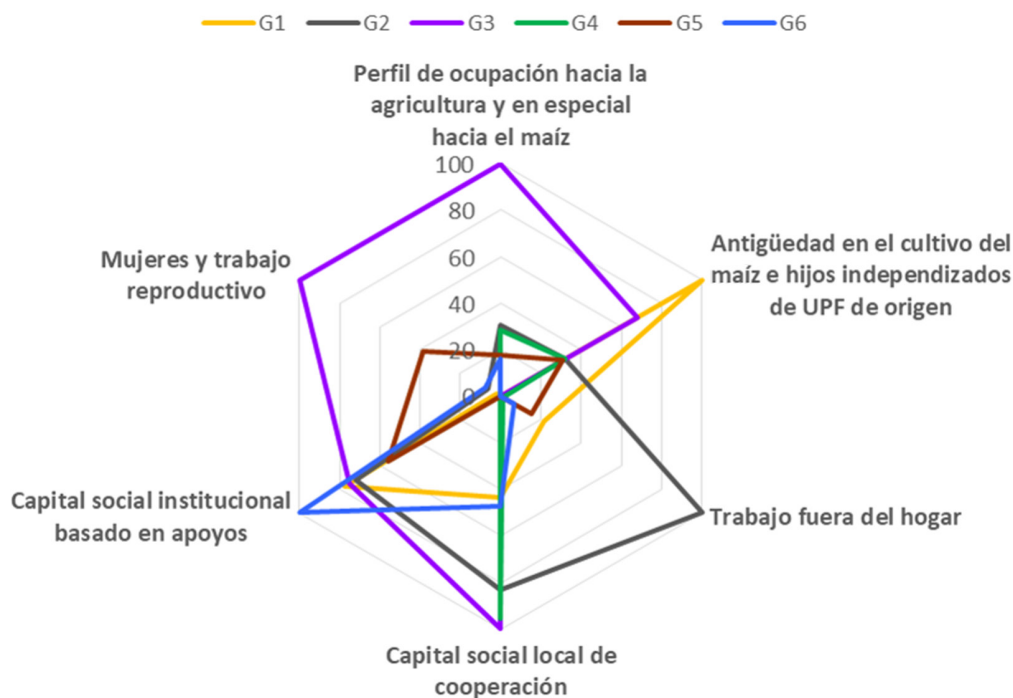 G1 G2 G3 G4 G5 G6
Perfil de ocupación hacia la
agricultura y en especial
hacia el maíz
100
80
60
40
20
0
Antigüedad en el cultivo del
maíz e hijos independizados
de UPF de origen
Trabajo fuera del hogar
Capital social local de
cooperación
Capital social institucional
basado en apoyos
Mujeres y trabajo
reproductivo